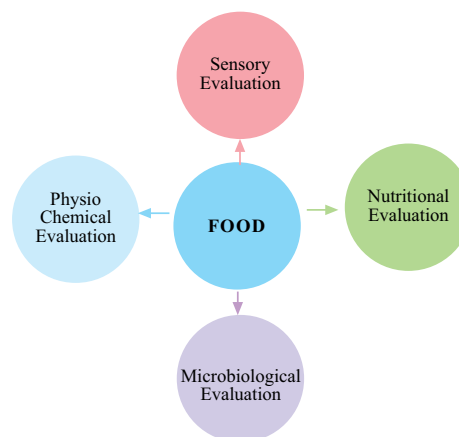 Sensory
Evaluation
Physio
Chemical
Evaluation
FOOD
Nutritional
Evaluation
Microbiological
Evaluation